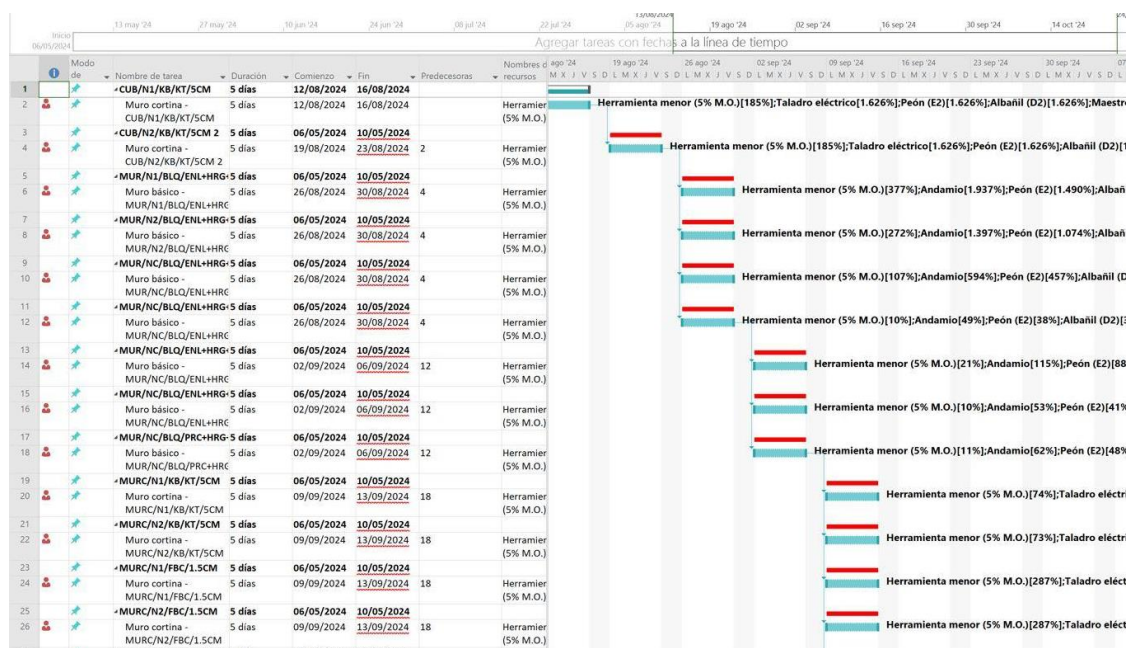 13/08/2024
13 may '24 27 may '24 10 jun '24 24 jun '24 08 jul '24 22 jul '24 05 ago '24 19 ago '24 02 sep '24 16 sep '24 30 sep '24 14 oct '24
Inicio
06/05/2024
Agregar tareas con fechas a la línea de tiempo
Modo de Nombre de tarea Duración Comienzo Fin Predecesoras Nombres d recursos
ago '24 19 ago '24 26 ago '24 02 sep '24 09 sep '24 16 sep '24 23 sep '24 30 sep '24 07
M X J V S D L M X J V S D L M X J V S D L M X J V S D L M X J V S D L M X J V S D L M X J V S D L M X J V S D L
1 CUB/N1/KB/KT/5CM 5 días 12/08/2024 16/08/2024
2 Muro cortina - 5 días 12/08/2024 16/08/2024 Herramier Herramienta menor (5% M.O.)[185%];Taladro eléctrico[1.626%];Peón (E2)[1.626%];Albañil (D2)[1.626%];Maestro
CUB/N1/KB/KT/5CM (5% M.O.)
3 CUB/N2/KB/KT/5CM 2 5 días 06/05/2024 10/05/2024
4 Muro cortina - 5 días 19/08/2024 23/08/2024 2 Herramier Herramienta menor (5% M.O.)[185%];Taladro eléctrico[1.626%];Peón (E2)[1.626%];Albañil (D2)[1
CUB/N2/KB/KT/5CM 2 (5% M.O.)
5 MUR/N1/BLQ/ENL+HRG 5 días 06/05/2024 10/05/2024
6 Muro básico - 5 días 26/08/2024 30/08/2024 4 Herramier Herramienta menor (5% M.O.)[377%];Andamio[1.937%];Peón (E2)[1.490%];Albañ
MUR/N1/BLQ/ENL+HRG (5% M.O.)
7 MUR/N2/BLQ/ENL+HRG 5 días 06/05/2024 10/05/2024
8 Muro básico - 5 días 26/08/2024 30/08/2024 4 Herramier Herramienta menor (5% M.O.)[272%];Andamio[1.397%];Peón (E2)[1.074%];Albañ
MUR/N2/BLQ/ENL+HRG (5% M.O.)
9 MUR/NC/BLQ/ENL+HRG 5 días 06/05/2024 10/05/2024
10 Muro básico - 5 días 26/08/2024 30/08/2024 4 Herramier Herramienta menor (5% M.O.)[107%];Andamio[594%];Peón (E2)[457%];Albañil (D
MUR/NC/BLQ/ENL+HRG (5% M.O.)
11 MUR/NC/BLQ/ENL+HRG 5 días 06/05/2024 10/05/2024
12 Muro básico - 5 días 26/08/2024 30/08/2024 4 Herramier Herramienta menor (5% M.O.)[10%];Andamio[49%];Peón (E2)[38%];Albañil (D2)[3
MUR/NC/BLQ/ENL+HRG (5% M.O.)
13 MUR/NC/BLQ/ENL+HRG 5 días 06/05/2024 10/05/2024
14 Muro básico - 5 días 02/09/2024 06/09/2024 12 Herramier Herramienta menor (5% M.O.)[21%];Andamio[115%];Peón (E2)[88
MUR/NC/BLQ/ENL+HRG (5% M.O.)
15 MUR/NC/BLQ/ENL+HRG 5 días 06/05/2024 10/05/2024
16 Muro básico - 5 días 02/09/2024 06/09/2024 12 Herramier Herramienta menor (5% M.O.)[10%];Andamio[53%];Peón (E2)[41%
MUR/NC/BLQ/ENL+HRG (5% M.O.)
17 MUR/NC/BLQ/PRC+HRG 5 días 06/05/2024 10/05/2024
18 Muro básico - 5 días 02/09/2024 06/09/2024 12 Herramier Herramienta menor (5% M.O.)[11%];Andamio[62%];Peón (E2)[48%
MUR/NC/BLQ/PRC+HRG (5% M.O.)
19 MURC/N1/KB/KT/5CM 5 días 06/05/2024 10/05/2024
20 Muro cortina - 5 días 09/09/2024 13/09/2024 18 Herramier Herramienta menor (5% M.O.)[74%];Taladro eléctri
MURC/N1/KB/KT/5CM (5% M.O.)
21 MURC/N2/KB/KT/5CM 5 días 06/05/2024 10/05/2024
22 Muro cortina - 5 días 09/09/2024 13/09/2024 18 Herramier Herramienta menor (5% M.O.)[73%];Taladro eléctri
MURC/N2/KB/KT/5CM (5% M.O.)
23 MURC/N1/FBC/1.5CM 5 días 06/05/2024 10/05/2024
24 Muro cortina - 5 días 09/09/2024 13/09/2024 18 Herramier Herramienta menor (5% M.O.)[287%];Taladro eléct
MURC/N1/FBC/1.5CM (5% M.O.)
25 MURC/N2/FBC/1.5CM 5 días 06/05/2024 10/05/2024
26 Muro cortina - 5 días 09/09/2024 13/09/2024 18 Herramier Herramienta menor (5% M.O.)[287%];Taladro eléct
MURC/N2/FBC/1.5CM (5% M.O.)